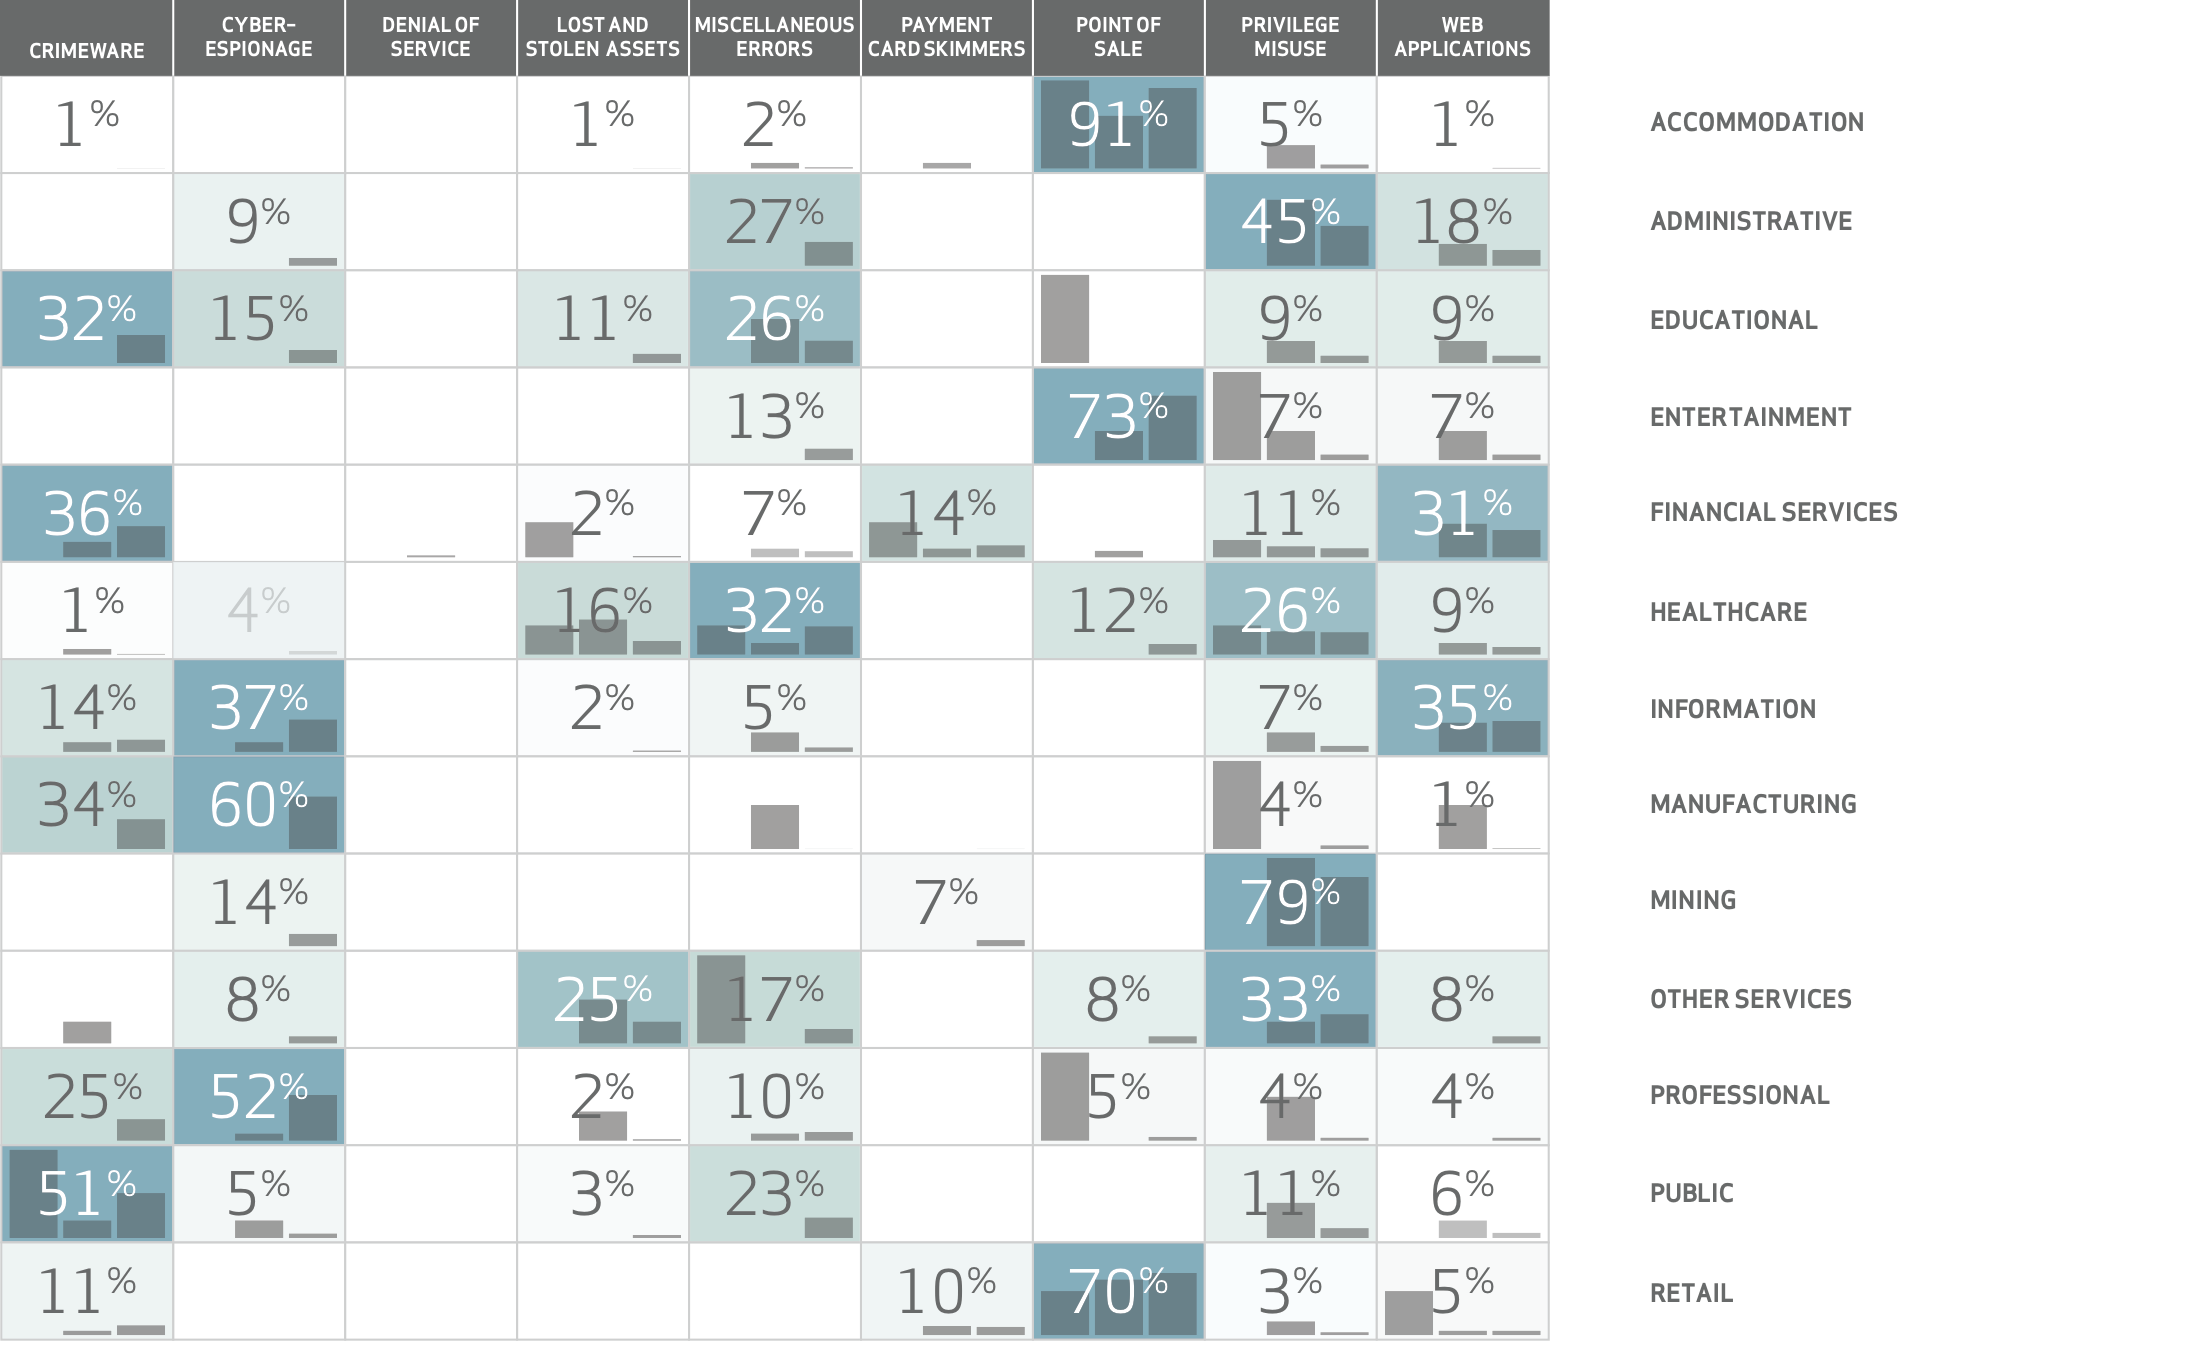 CRIMEWARE CYBER- ESPIONAGE DENIAL OF SERVICE LOST AND STOLEN ASSETS MISCELLANEOUS ERRORS PAYMENT CARD SKIMMERS POINT OF SALE PRIVILEGE MISUSE WEB APPLICATIONS
1% 1% 2% 91% 5% 1% ACCOMMODATION
9% 27% 45% 18% ADMINISTRATIVE
32% 15% 11% 26% 9% 9% EDUCATIONAL
13% 73% 7% 7% ENTERTAINMENT
36% 2% 7% 14% 11% 31% FINANCIAL SERVICES
1% 4% 16% 32% 12% 26% 9% HEALTHCARE
14% 37% 2% 5% 7% 35% INFORMATION
34% 60% 4% 1% MANUFACTURING
14% 7% 79% MINING
8% 25% 17% 8% 33% 8% OTHER SERVICES
25% 52% 2% 10% 5% 4% 4% PROFESSIONAL
51% 5% 3% 23% 11% 6% PUBLIC
11% 10% 70% 3% 5% RETAIL